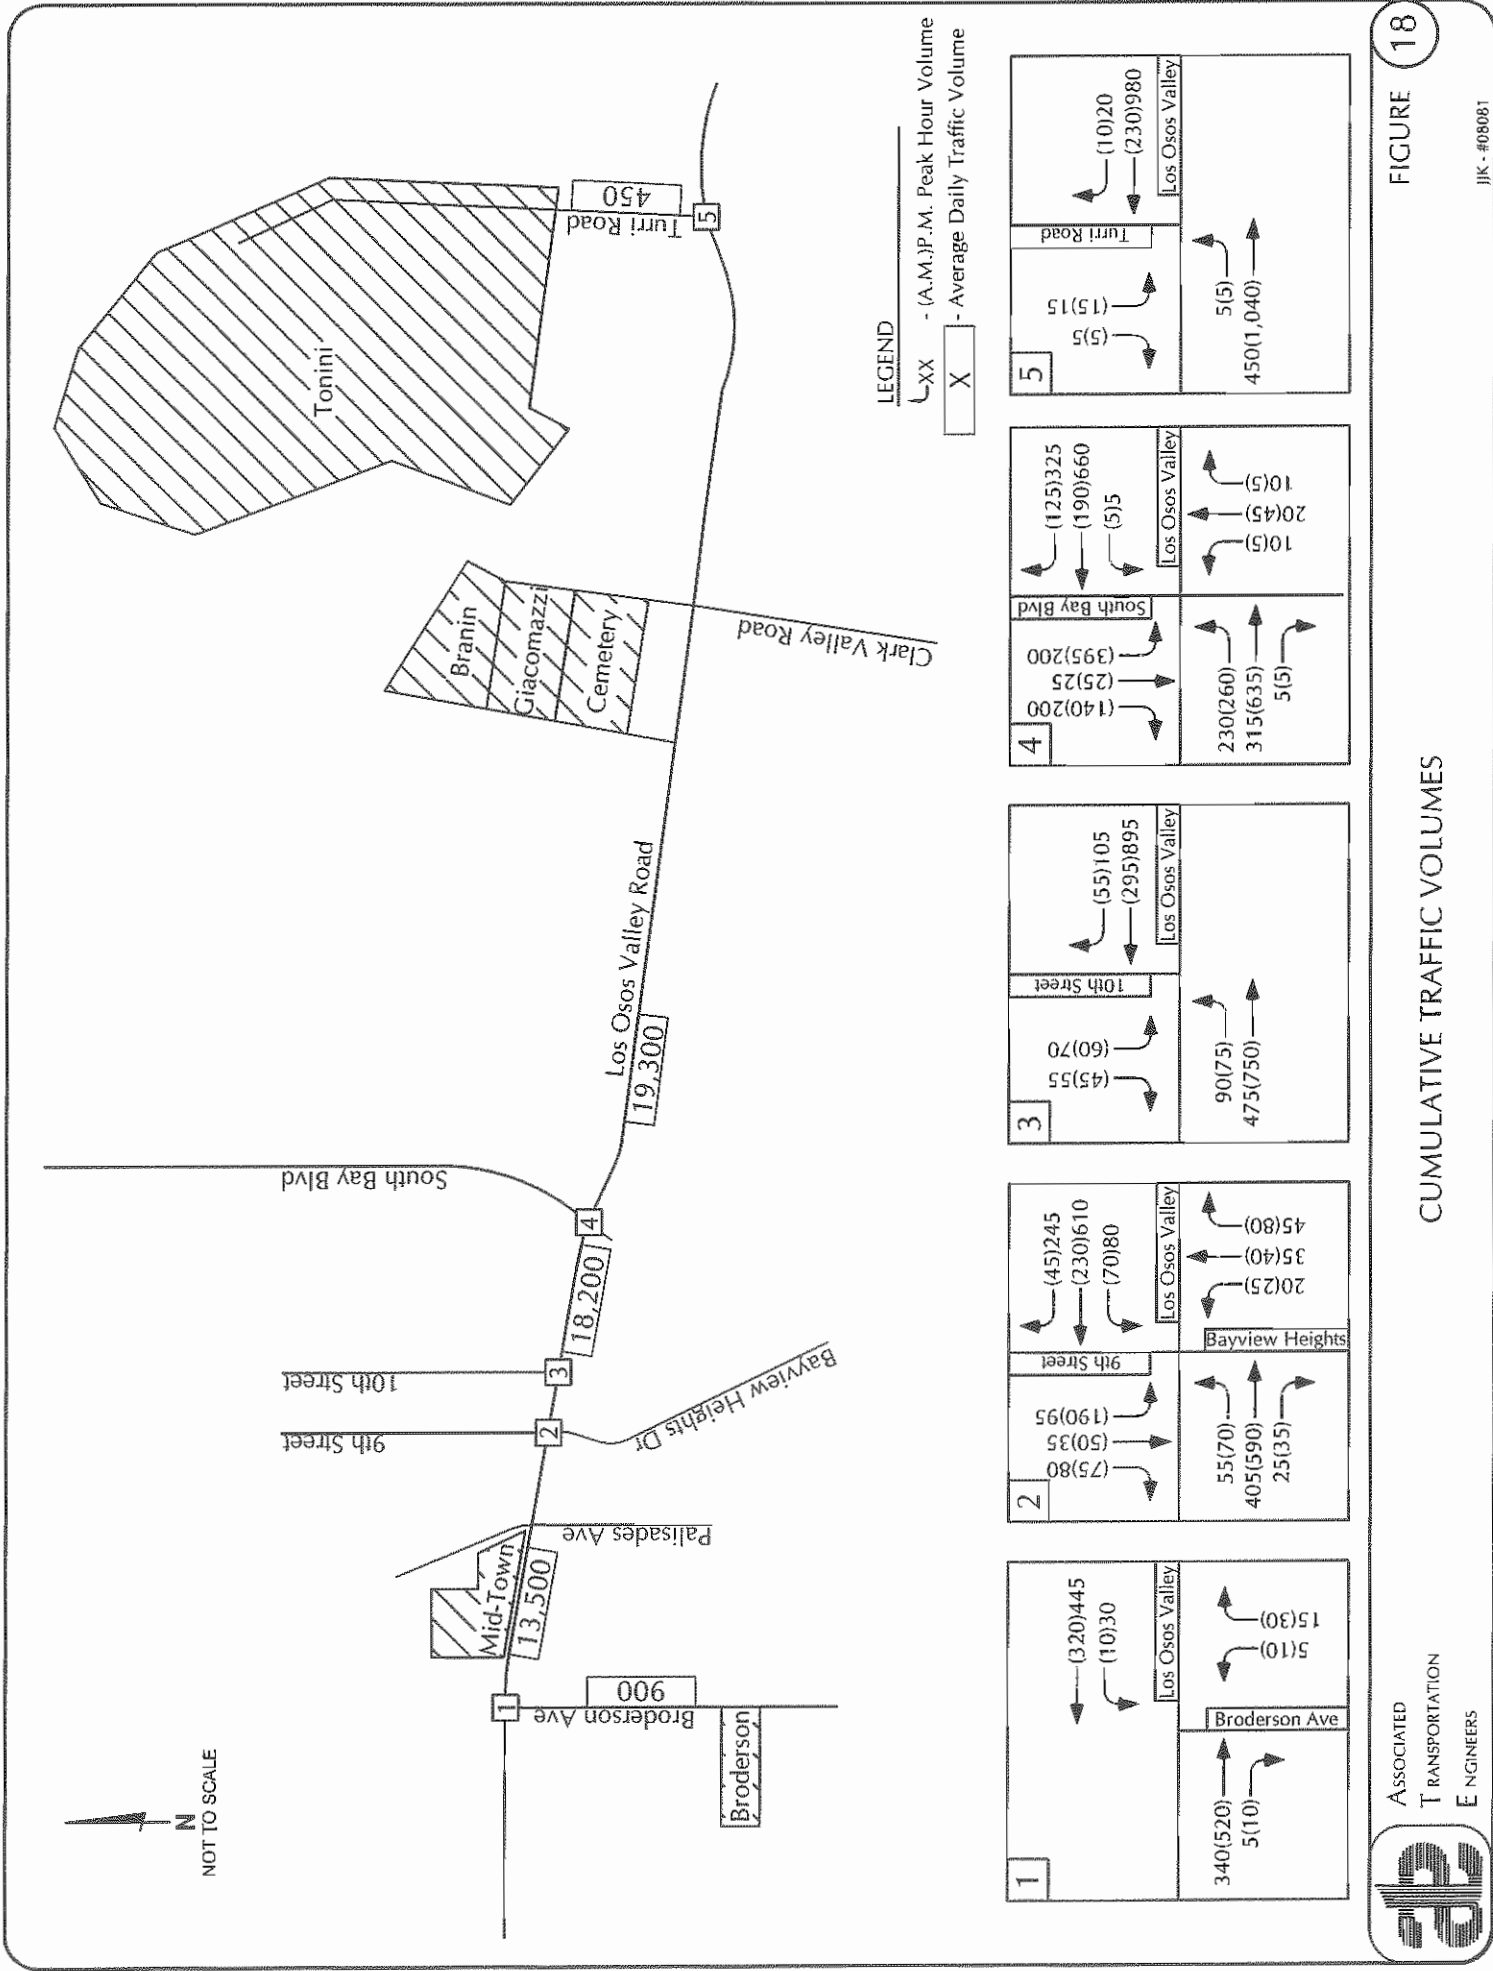 N
NOT TO SCALE
Tonini
Turri Road
450
5
Branin
Giacomazzi
Cemetery
Clark Valley Road
Los Osos Valley Road
19,300
South Bay Blvd
4
18,200
10th Street
3
9th Street
2
Bayview Heights Dr
Palisades Ave
Mid-Town
13,500
1
Broderson Ave
900
Broderson
LEGEND
XX - (A.M.)P.M. Peak Hour Volume
X - Average Daily Traffic Volume
1
(320)445
(10)30
Los Osos Valley
340(520)
5(10)
Broderson Ave
5(10)
15(30)
2
(75)80
(50)35
(190)95
9th Street
(45)245
(230)610
(70)80
Los Osos Valley
55(70)
405(590)
25(35)
Bayview Heights
20(25)
35(40)
45(80)
3
(45)55
(60)70
10th Street
(55)105
(295)895
Los Osos Valley
90(75)
475(750)
4
(140)200
(25)25
(395)200
South Bay Blvd
(125)325
(190)660
(5)5
Los Osos Valley
230(260)
315(635)
5(5)
10(5)
20(45)
10(5)
5
(5)5
(15)15
Turri Road
(10)20
(230)980
Los Osos Valley
5(5)
450(1,040)
ate
ASSOCIATED
TRANSPORTATION
ENGINEERS
CUMULATIVE TRAFFIC VOLUMES
FIGURE 18
JJK - #08081